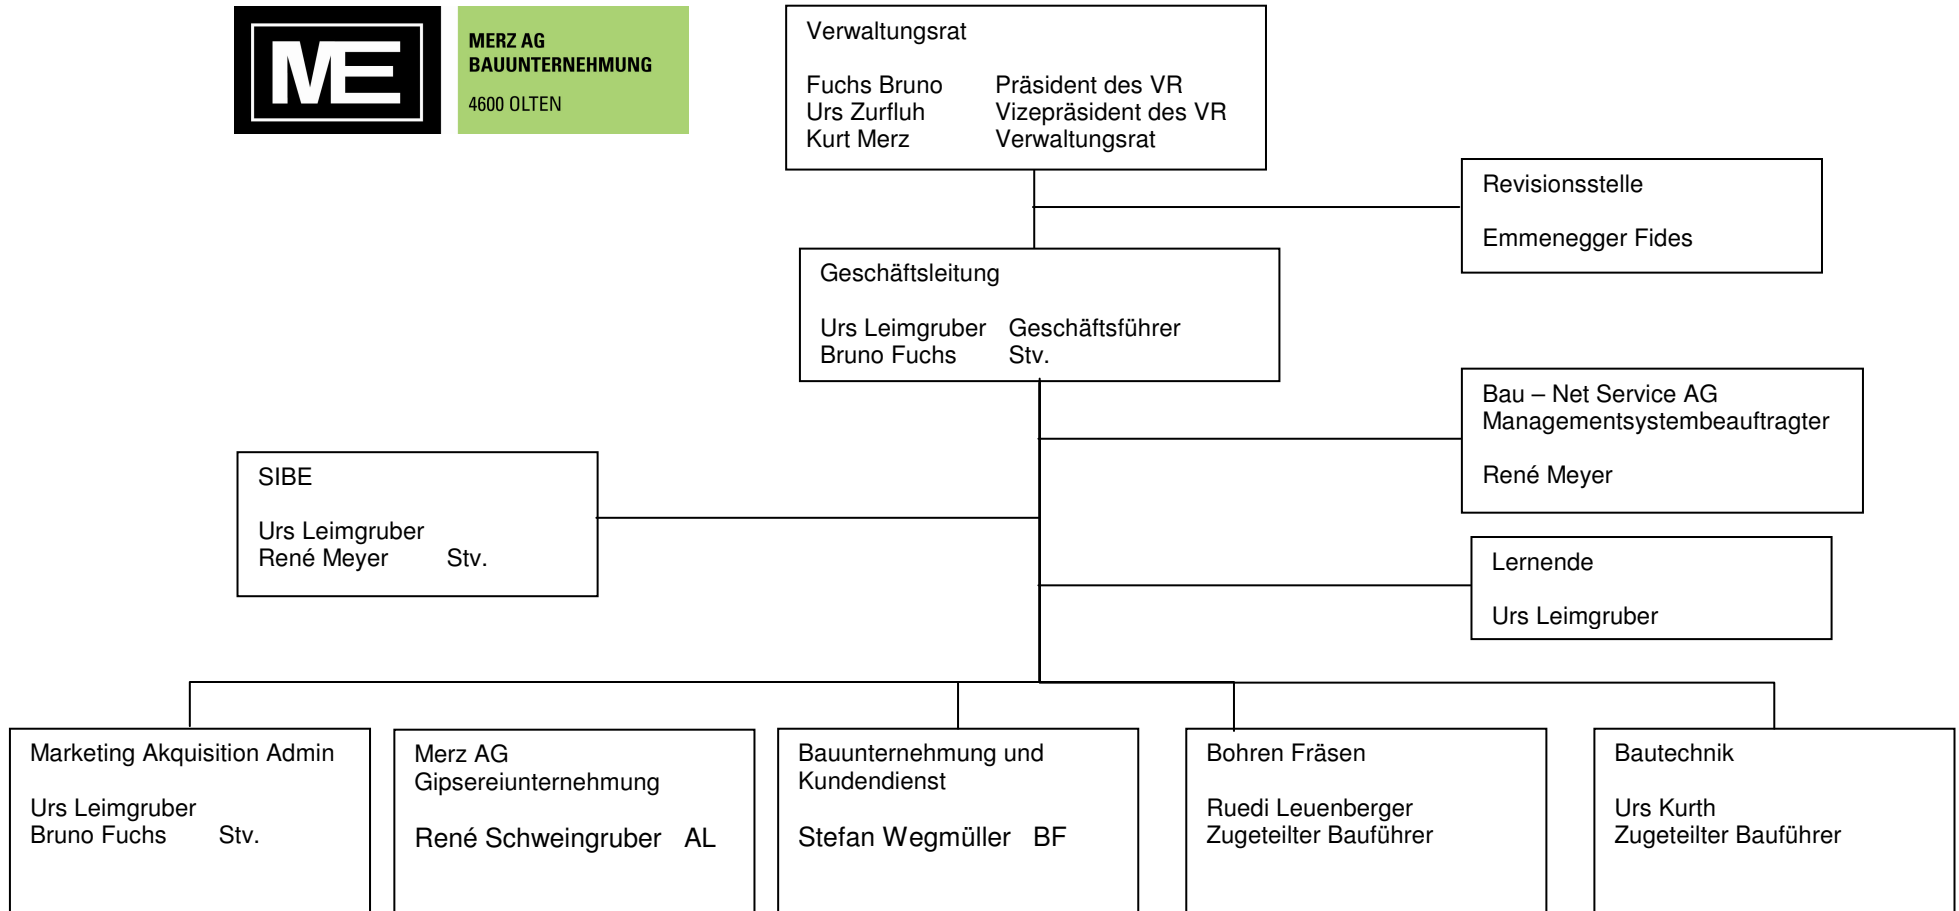 ME
MERZ AG
BAUUNTERNEHMUNG
4600 OLTEN
Verwaltungsrat
Fuchs Bruno Präsident des VR
Urs Zurfluh Vizepräsident des VR
Kurt Merz Verwaltungsrat
Revisionsstelle
Emmenegger Fides
Geschäftsleitung
Urs Leimgruber Geschäftsführer
Bruno Fuchs Stv.
Bau – Net Service AG
Managementsystembeauftragter
René Meyer
SIBE
Urs Leimgruber
René Meyer Stv.
Lernende
Urs Leimgruber
Marketing Akquisition Admin
Urs Leimgruber
Bruno Fuchs Stv.
Merz AG
Gipsereiunternehmung
René Schweingruber AL
Bauunternehmung und
Kundendienst
Stefan Wegmüller BF
Bohren Fräsen
Ruedi Leuenberger
Zugeteilter Bauführer
Bautechnik
Urs Kurth
Zugeteilter Bauführer